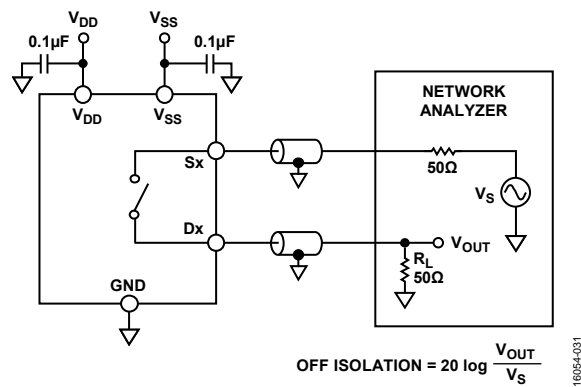 VDD
VSS
0.1µF
0.1µF
VDD
VSS
NETWORK
ANALYZER
Sx
50Ω
VS
Dx
VOUT
RL
50Ω
GND
OFF ISOLATION = 20 log VOUT / VS
16054-031